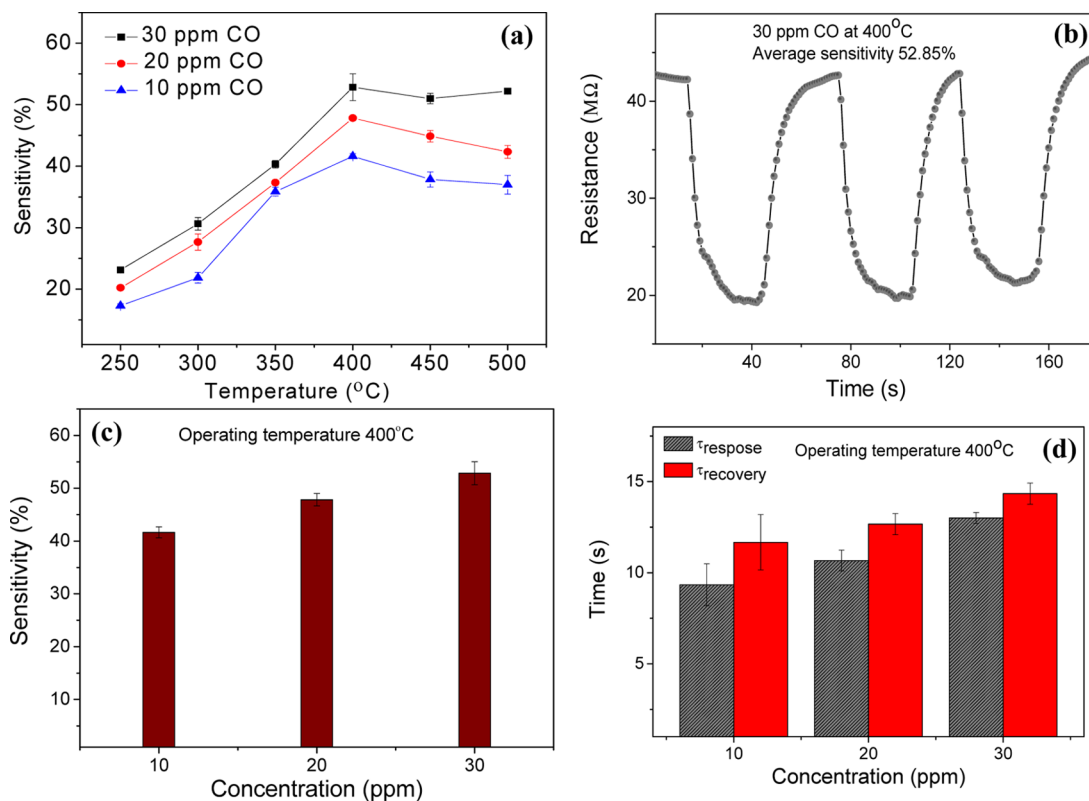 (a)
30 ppm CO
20 ppm CO
10 ppm CO
Sensitivity (%)
60
50
40
30
20
250 300 350 400 450 500
Temperature (°C)
(b)
30 ppm CO at 400°C
Average sensitivity 52.85%
Resistance (MΩ)
40
30
20
40 80 120 160
Time (s)
(c)
Operating temperature 400°C
Sensitivity (%)
60
50
40
30
50
20
10
10 20 30
Concentration (ppm)
(d)
τrespose
τrecovery
Operating temperature 400°C
Time (s)
15
10
5
10 20 30
Concentration (ppm)